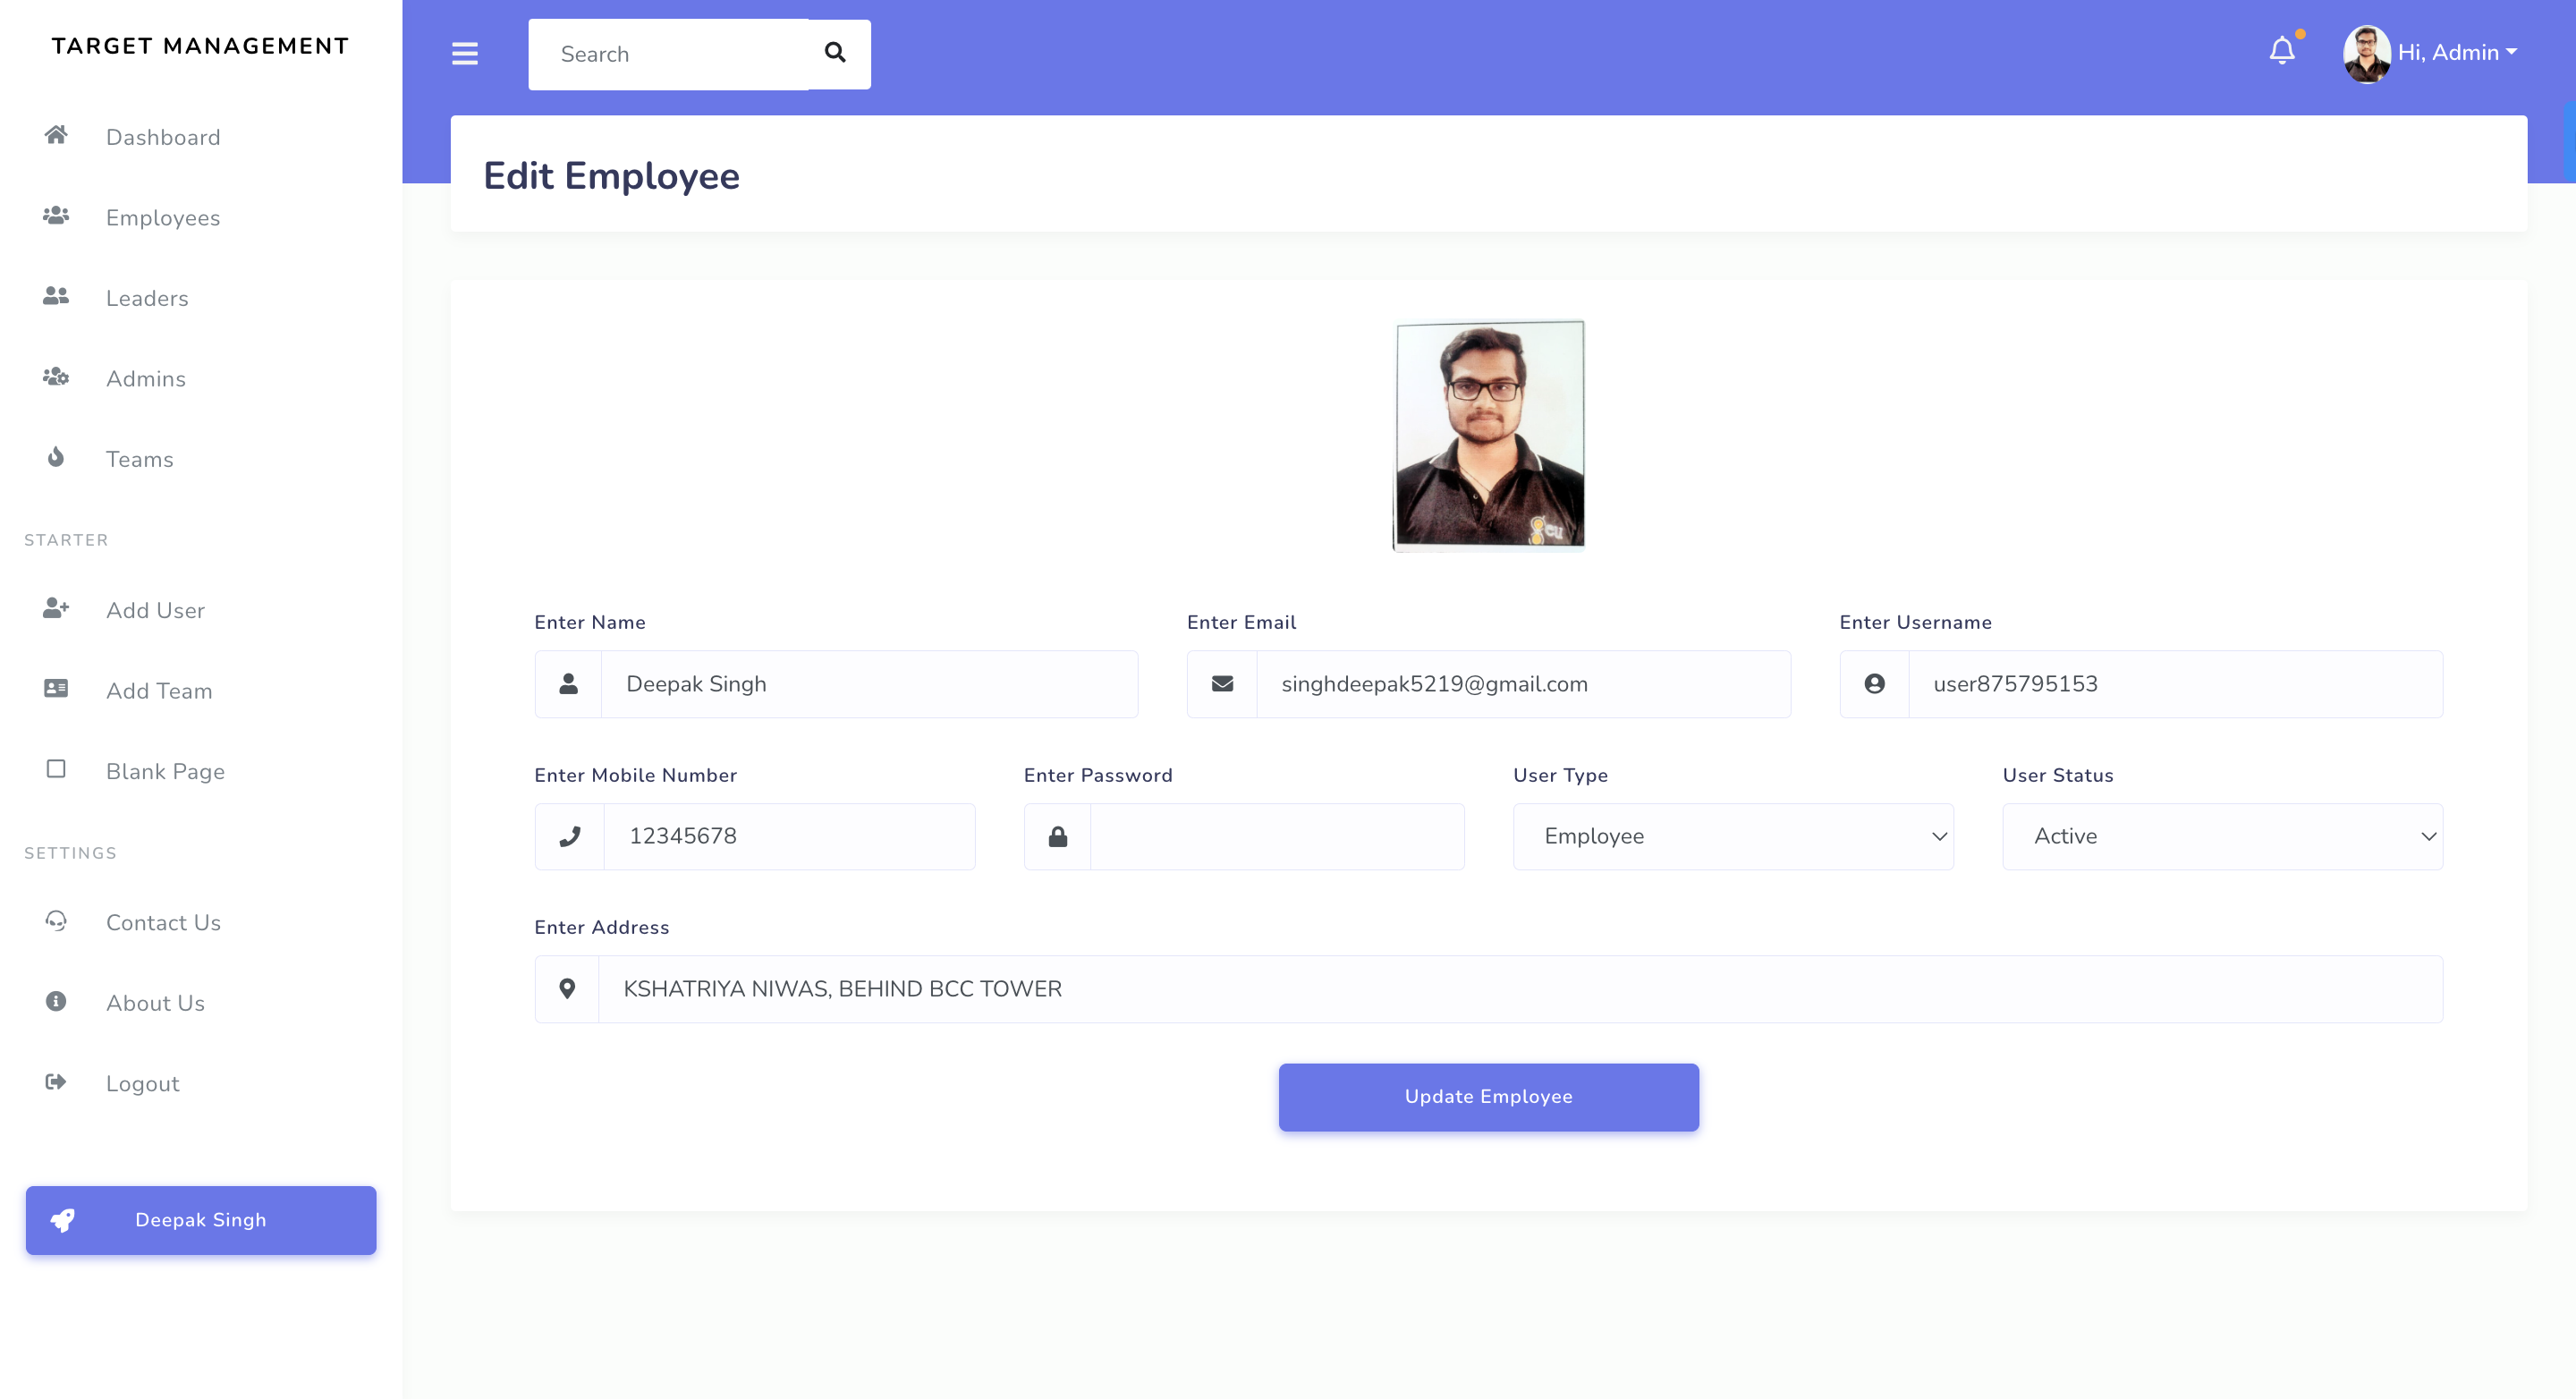 TARGET MANAGEMENT
Search
Hi, Admin
Dashboard
Employees
Leaders
Admins
Teams
STARTER
Add User
Add Team
Blank Page
SETTINGS
Contact Us
About Us
Logout
Deepak Singh
Edit Employee
geu
Enter Name
Enter Email
Enter Username
Deepak Singh
singhdeepak5219@gmail.com
user875795153
Enter Mobile Number
Enter Password
User Type
User Status
12345678
Employee
Active
Enter Address
KSHATRIYA NIWAS, BEHIND BCC TOWER
Update Employee